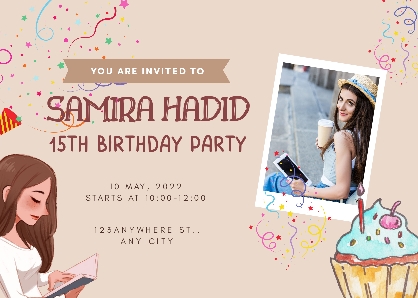 YOU ARE INVITED TO
SAMIRA HADID
15TH BIRTHDAY PARTY
10 MAY, 2022
STARTS AT 10:00-12:00
123ANYWHERE ST.,
ANY CITY